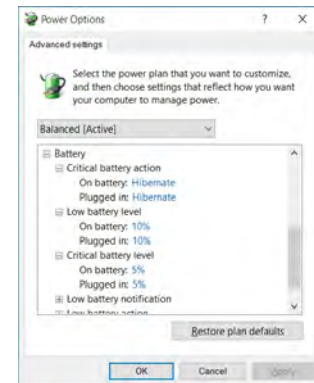 Power Options
Advanced settings
Select the power plan that you want to customize,
and then choose settings that reflect how you want
your computer to manage power.
Balanced [Active]
Battery
Critical battery action
On battery: Hibernate
Plugged in: Hibernate
Low battery level
On battery: 10%
Plugged in: 10%
Critical battery level
On battery: 5%
Plugged in: 5%
Low battery notification
Low battery action
Restore plan defaults
OK Cancel Apply